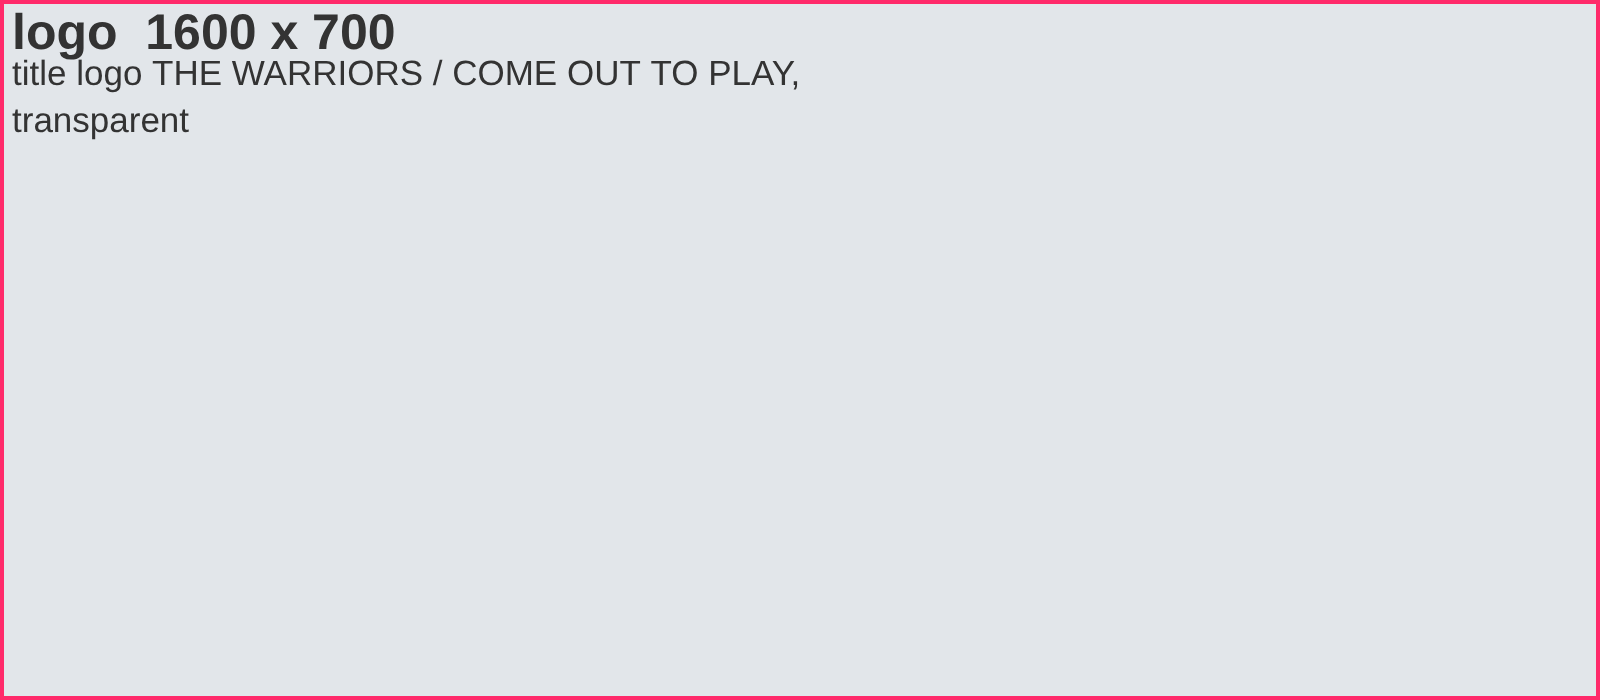 logo  1600 x 700
title logo THE WARRIORS / COME OUT TO PLAY,
transparent